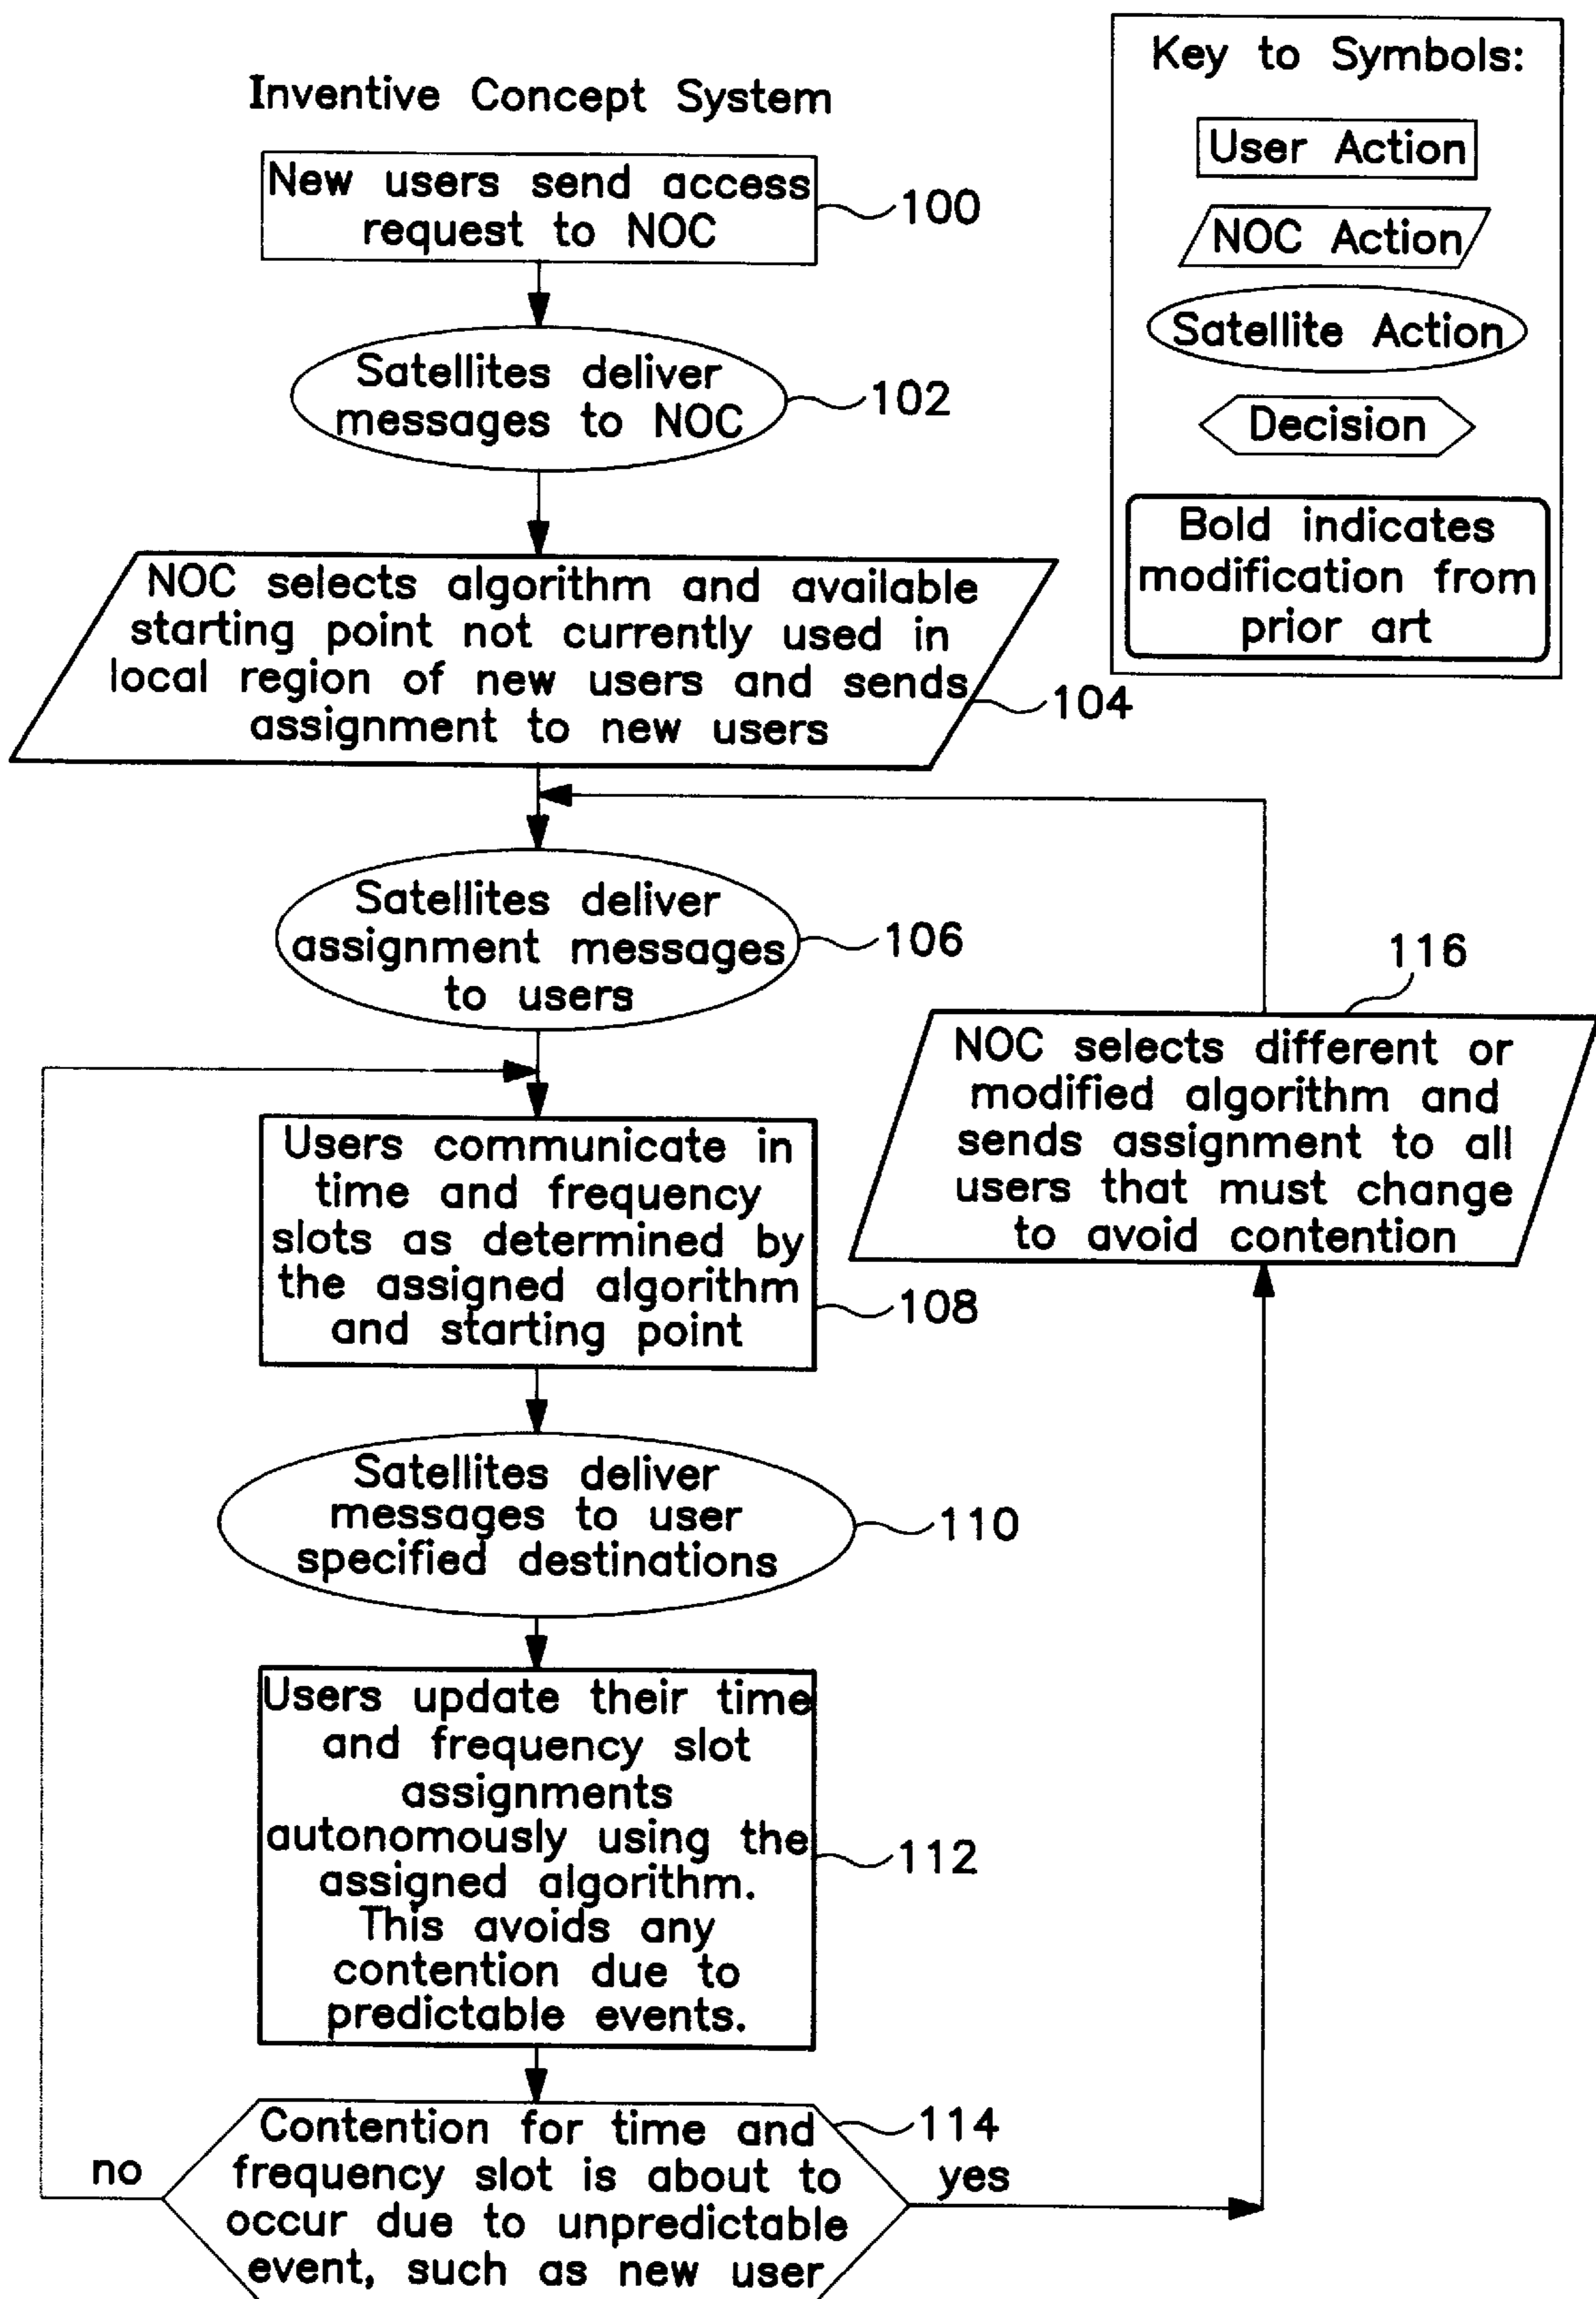 Inventive Concept System
New users send access
request to NOC
100
Satellites deliver
messages to NOC
102
NOC selects algorithm and available
starting point not currently used in
local region of new users and sends
assignment to new users
104
Satellites deliver
assignment messages
to users
106
Users communicate in
time and frequency
slots as determined by
the assigned algorithm
and starting point
108
Satellites deliver
messages to user
specified destinations
110
Users update their time
and frequency slot
assignments
autonomously using the
assigned algorithm.
This avoids any
contention due to
predictable events.
112
Contention for time and
frequency slot is about to
occur due to unpredictable
event, such as new user
114
no
yes
116
NOC selects different or
modified algorithm and
sends assignment to all
users that must change
to avoid contention
Key to Symbols:
User Action
NOC Action
Satellite Action
Decision
Bold indicates
modification from
prior art